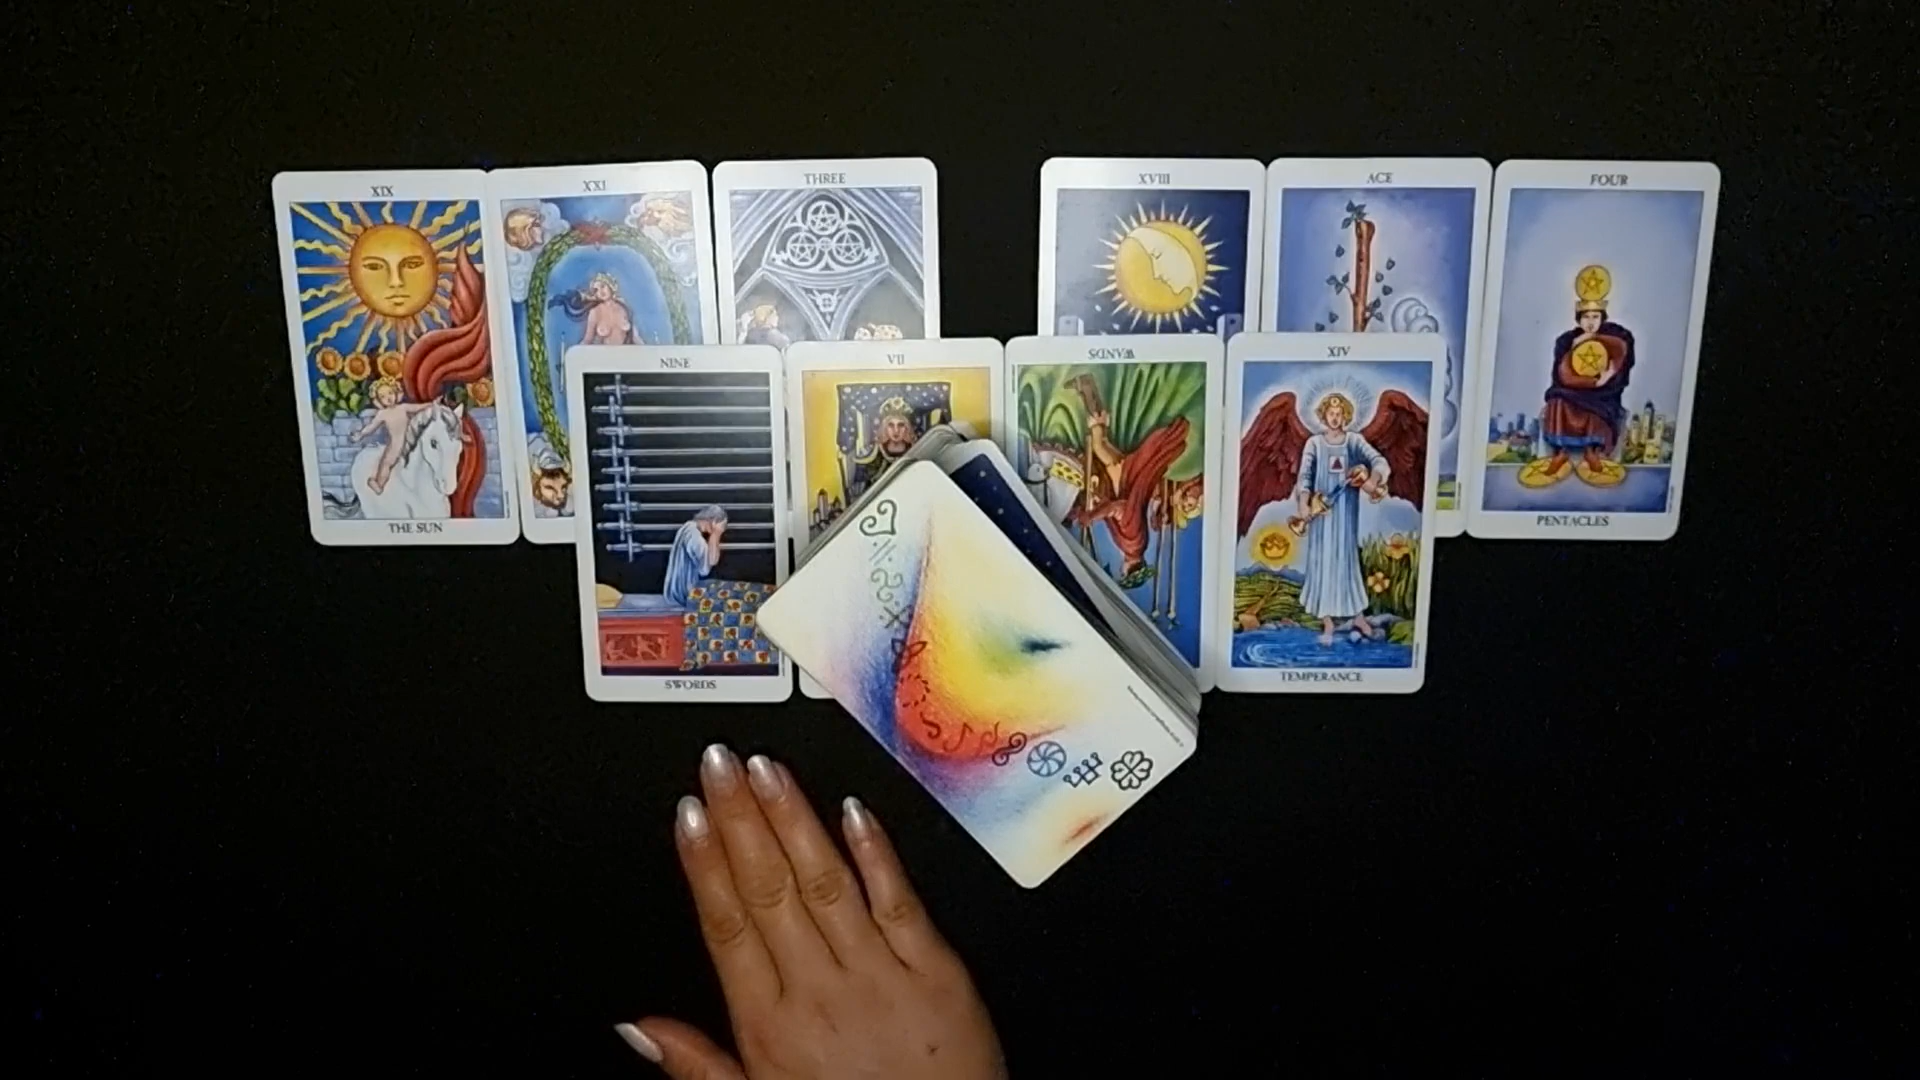 XIX
XXI
THREE
XVIII
ACE
FOUR
NINE
VII
WANDS
XIV
THE SUN
PENTACLES
SWORDS
TEMPERANCE